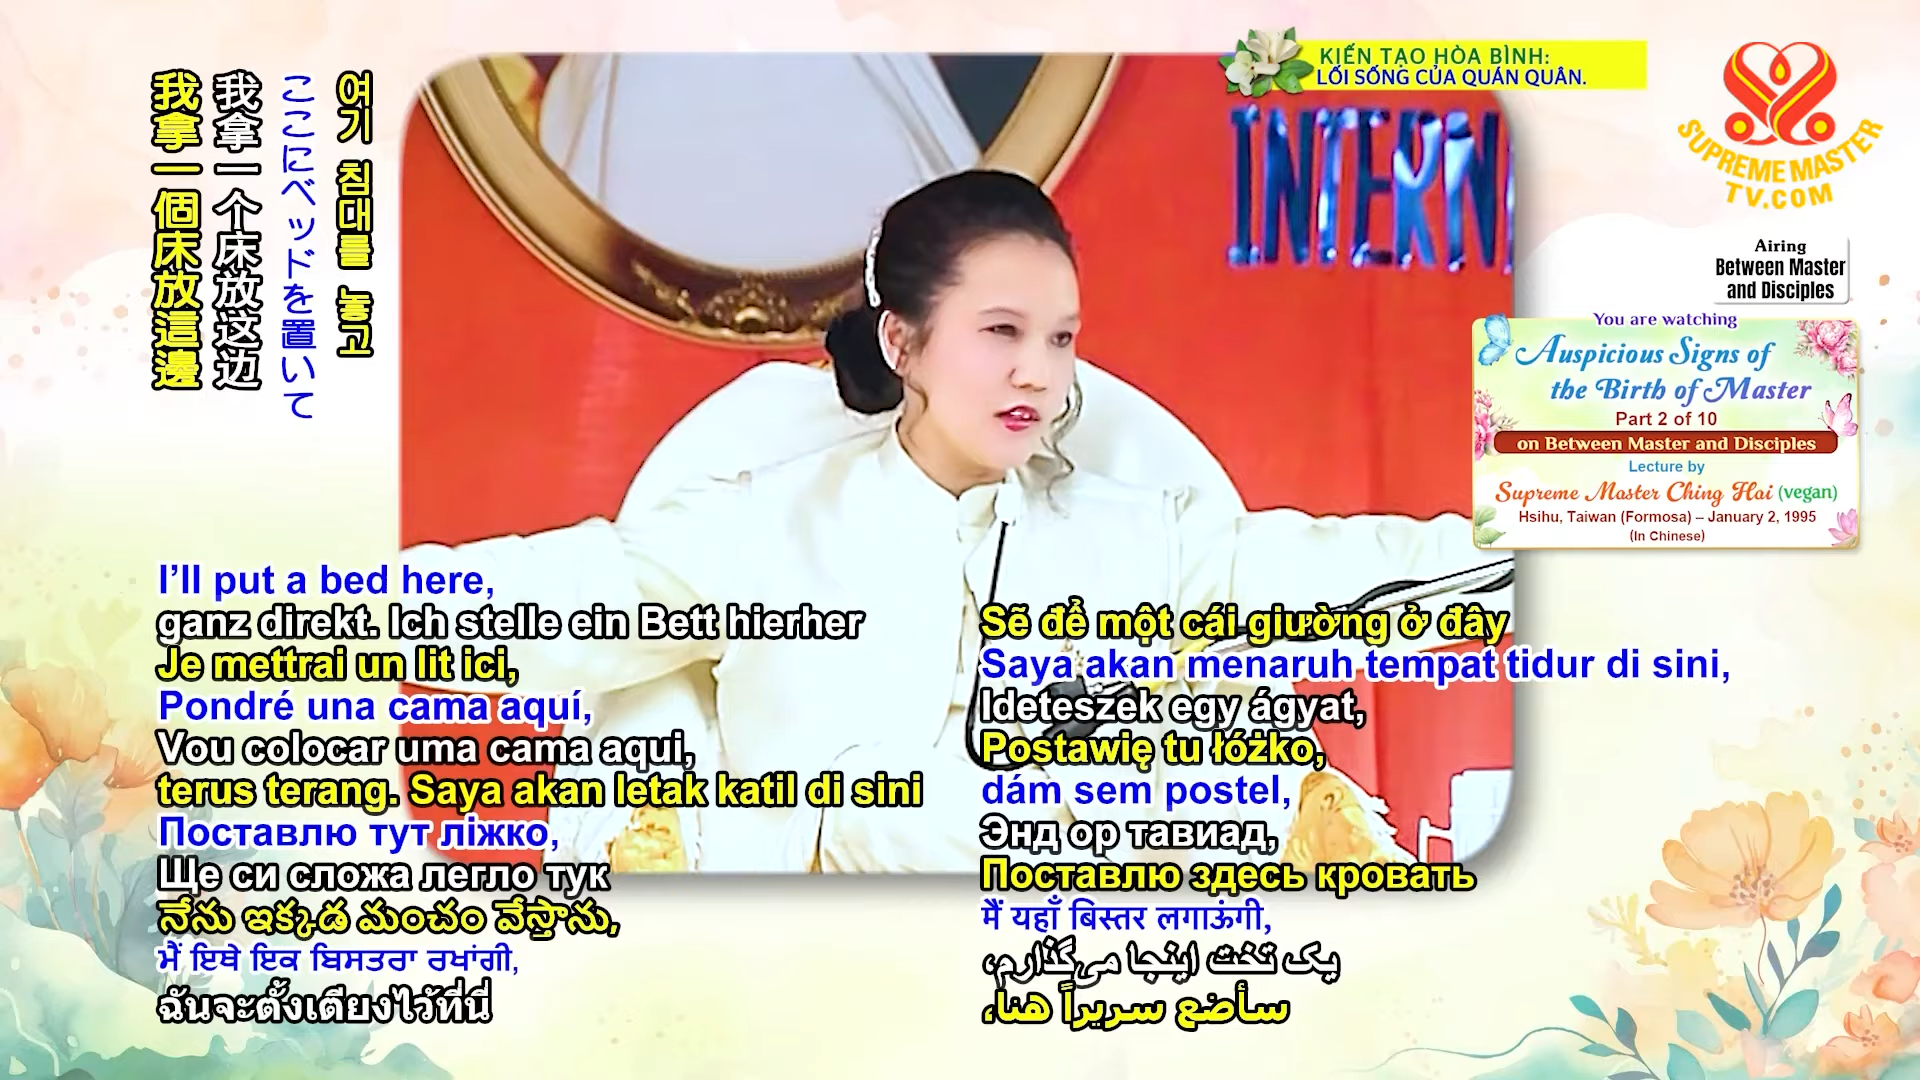 我拿一個床放這邊
我拿一个床放这边
ここにベッドを置いて
여기 침대를 놓고
KIẾN TẠO HÒA BÌNH:
LỐI SỐNG CỦA QUÁN QUÂN.
INTERN
SUPREME MASTER
TV.COM
Airing
Between Master
and Disciples
You are watching
Auspicious Signs of
the Birth of Master
Part 2 of 10
on Between Master and Disciples
Lecture by
Supreme Master Ching Hai (vegan)
Hsihu, Taiwan (Formosa) – January 2, 1995
(In Chinese)
I’ll put a bed here,
ganz direkt. Ich stelle ein Bett hierher
Je mettrai un lit ici,
Pondré una cama aquí,
Vou colocar uma cama aqui,
terus terang. Saya akan letak katil di sini
Поставлю тут ліжко,
Ще си сложа легло тук
నేను ఇక్కడ మంచం వేస్తాను,
ਮੈਂ ਇਥੇ ਇਕ ਬਿਸਤਰਾ ਰਖਾਂਗੀ,
ฉันจะตั้งเตียงไว้ที่นี่
Sẽ để một cái giường ở đây
Saya akan menaruh tempat tidur di sini,
Ideteszek egy ágyat,
Postawię tu łóżko,
dám sem postel,
Энд ор тавиад,
Поставлю здесь кровать
मैं यहाँ बिस्तर लगाऊंगी,
یک تخت اینجا می‌گذارم،
سأضع سريراً هنا،